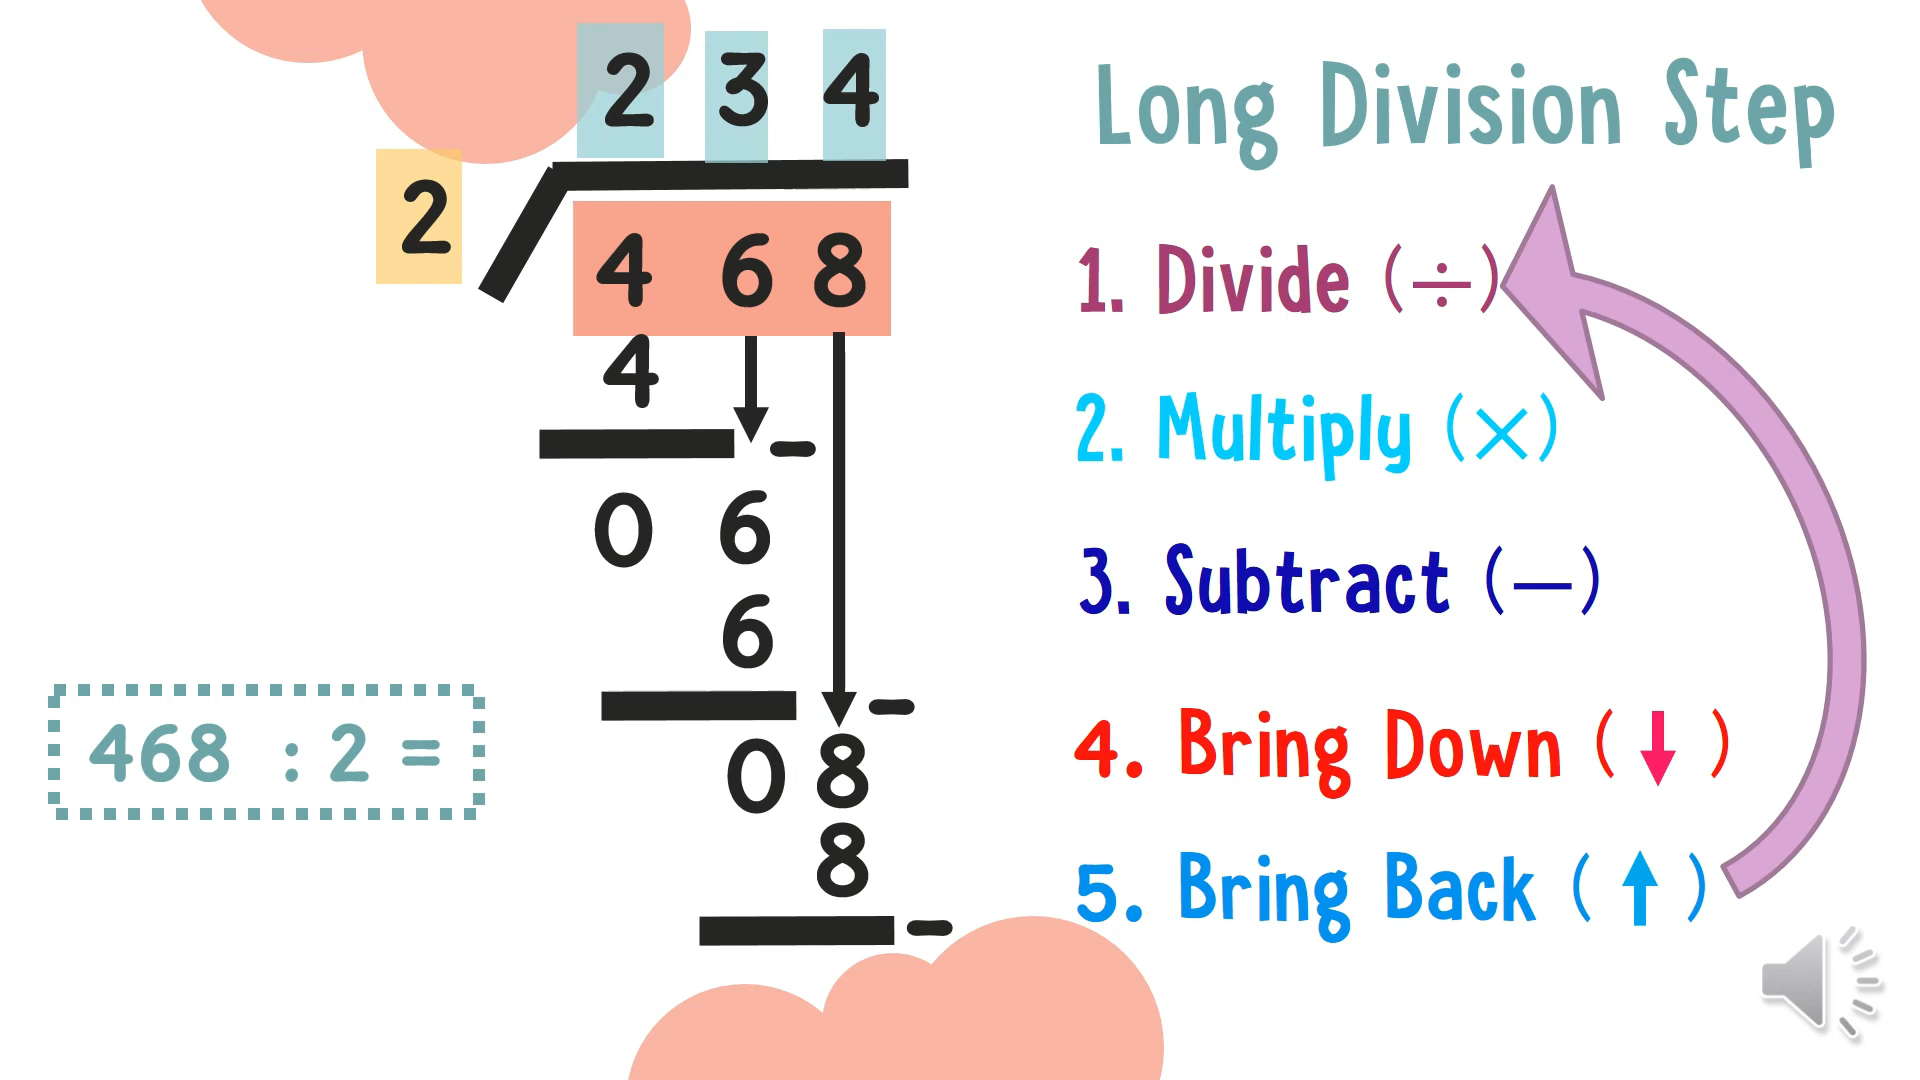 2 3 4
2
4 6 8
4
-
0 6
6
-
0 8
8
-
468 : 2 =
Long Division Step
1. Divide (÷)
2. Multiply (×)
3. Subtract (—)
4. Bring Down (↓)
5. Bring Back (↑)